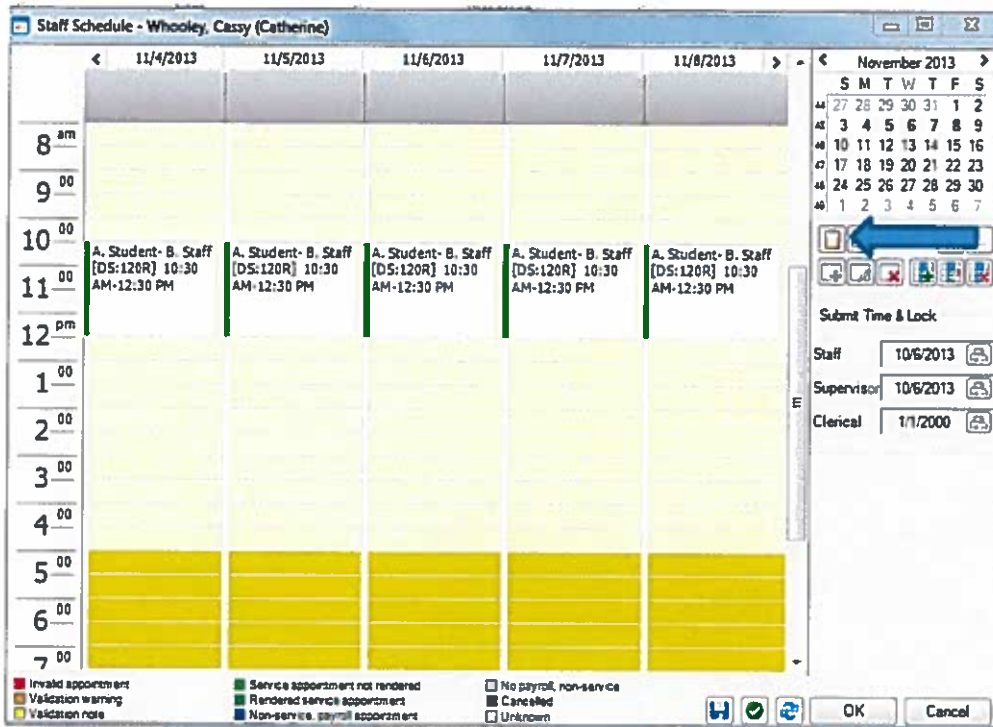 Staff Schedule - Whooley, Cassy (Catherine)
< 11/4/2013 11/5/2013 11/6/2013 11/7/2013 11/8/2013 >
8 am
9 00
10 00
11 00
12 pm
1 00
2 00
3 00
4 00
5 00
6 00
7 00
A. Student- B. Staff
[DS:120R] 10:30
AM-12:30 PM
A. Student- B. Staff
[DS:120R] 10:30
AM-12:30 PM
A. Student- B. Staff
[DS:120R] 10:30
AM-12:30 PM
A. Student- B. Staff
[DS:120R] 10:30
AM-12:30 PM
A. Student- B. Staff
[DS:120R] 10:30
AM-12:30 PM
< November 2013 >
S M T W T F S
27 28 29 30 31 1 2
3 4 5 6 7 8 9
10 11 12 13 14 15 16
17 18 19 20 21 22 23
24 25 26 27 28 29 30
1 2 3 4 5 6 7
Submit Time & Lock
Staff 10/6/2013
Supervisor 10/6/2013
Clerical 1/1/2000
Invalid appointment
Validation warning
Validation note
Service appointment not rendered
Rendered service appointment
Non-service, payroll appointment
No payroll, non-service
Cancelled
Unknown
OK Cancel